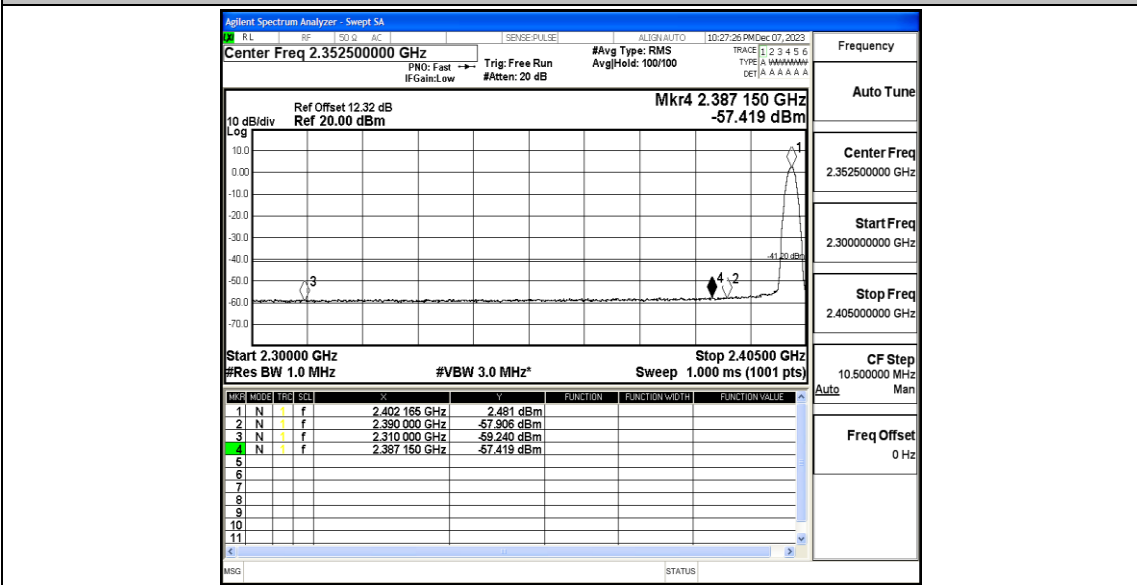 Agilent Spectrum Analyzer - Swept SA
RL RF 50 Ω AC SENSE:PULSE ALIGNAUTO 10:27:26 PM Dec 07, 2023
Center Freq 2.352500000 GHz
PNO: Fast
IFGain:Low
Trig: Free Run
#Atten: 20 dB
#Avg Type: RMS
Avg|Hold: 100/100
TRACE 1 2 3 4 5 6
TYPE A WWWWW
DET A A A A A A
Frequency
Auto Tune
Center Freq
2.352500000 GHz
Start Freq
2.300000000 GHz
Stop Freq
2.405000000 GHz
CF Step
10.500000 MHz
Auto Man
Freq Offset
0 Hz
Mkr4 2.387 150 GHz
-57.419 dBm
Ref Offset 12.32 dB
10 dB/div Ref 20.00 dBm
Log
10.0
0.00
-10.0
-20.0
-30.0
-40.0
-50.0
-60.0
-70.0
1
-41.20 dBm
3
4
2
Start 2.30000 GHz Stop 2.40500 GHz
#Res BW 1.0 MHz #VBW 3.0 MHz* Sweep 1.000 ms (1001 pts)
MKR MODE TRC SCL X Y FUNCTION FUNCTION WIDTH FUNCTION VALUE
1 N 1 f 2.402 165 GHz 2.481 dBm
2 N 1 f 2.390 000 GHz -57.906 dBm
3 N 1 f 2.310 000 GHz -59.240 dBm
4 N 1 f 2.387 150 GHz -57.419 dBm
5
6
7
8
9
10
11
MSG STATUS